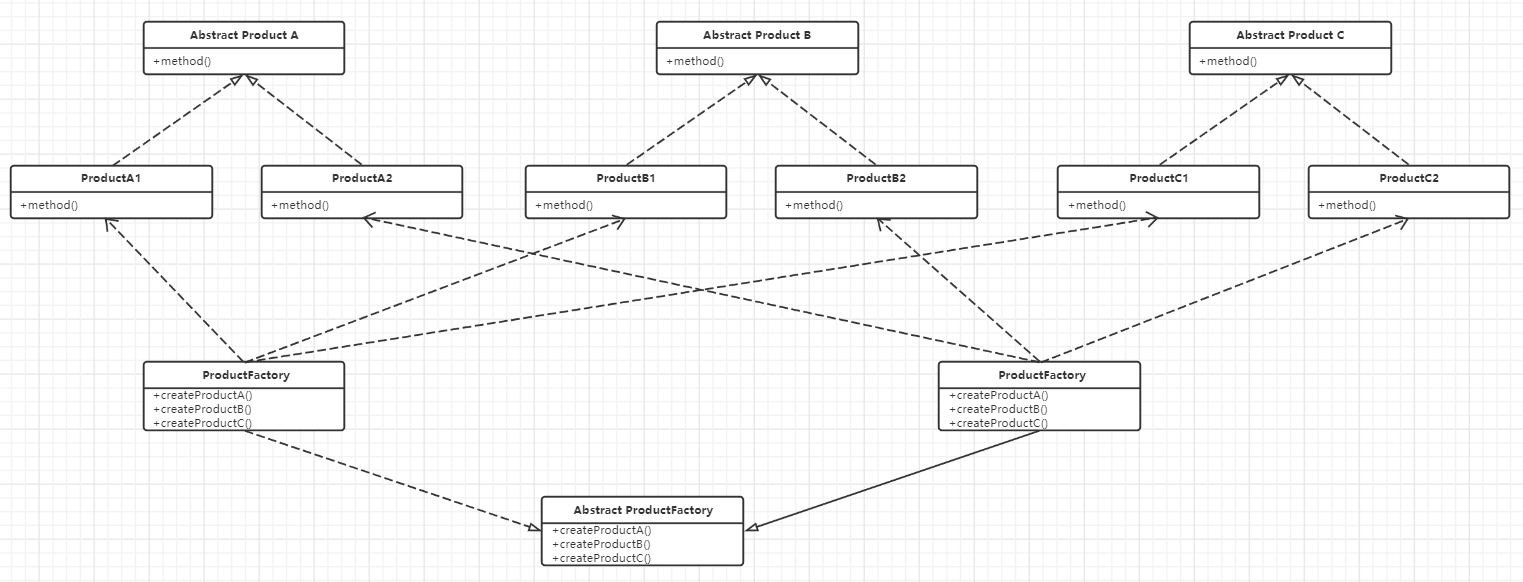 Abstract Product A
+method()
Abstract Product B
+method()
Abstract Product C
+method()
ProductA1
+method()
ProductA2
+method()
ProductB1
+method()
ProductB2
+method()
ProductC1
+method()
ProductC2
+method()
ProductFactory
+createProductA()
+createProductB()
+createProductC()
ProductFactory
+createProductA()
+createProductB()
+createProductC()
Abstract ProductFactory
+createProductA()
+createProductB()
+createProductC()